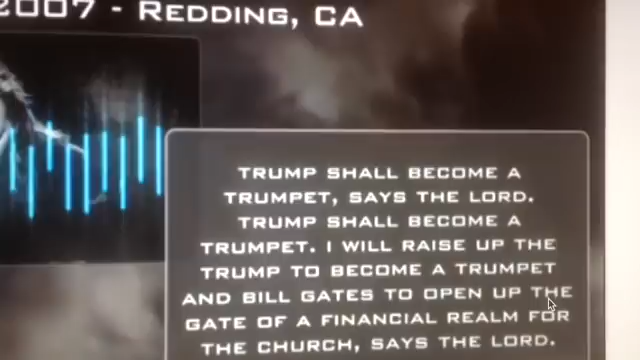 2007 - REDDING, CA
TRUMP SHALL BECOME A
TRUMPET, SAYS THE LORD.
TRUMP SHALL BECOME A
TRUMPET. I WILL RAISE UP THE
TRUMP TO BECOME A TRUMPET
AND BILL GATES TO OPEN UP THE
GATE OF A FINANCIAL REALM FOR
THE CHURCH, SAYS THE LORD.